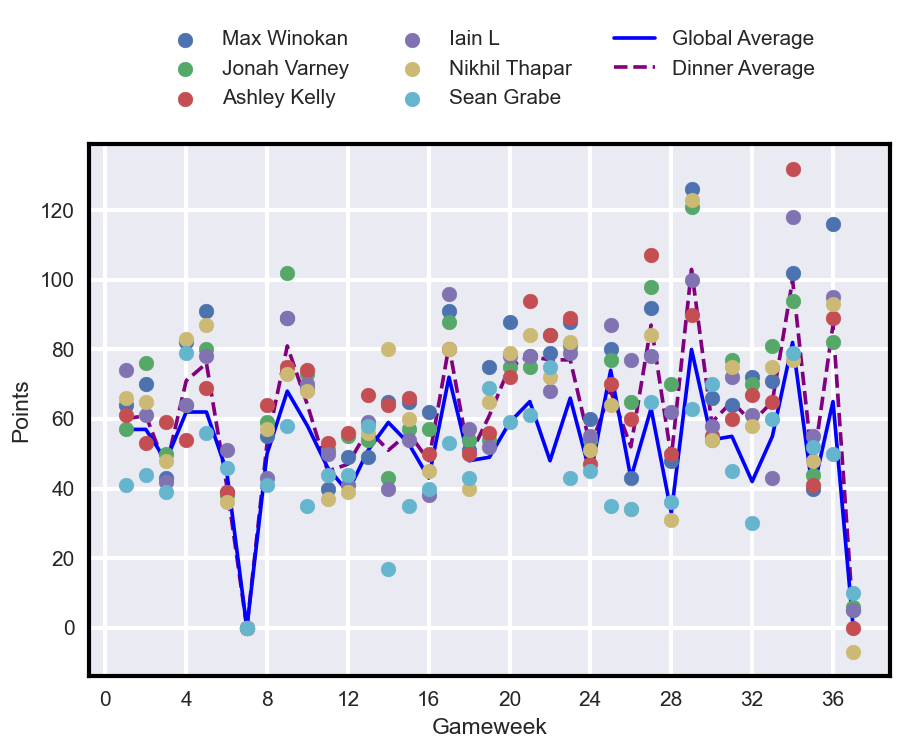 Max Winokan
Jonah Varney
Ashley Kelly
Iain L
Nikhil Thapar
Sean Grabe
Global Average
Dinner Average
120
100
80
60
40
20
0
Points
0 4 8 12 16 20 24 28 32 36
Gameweek